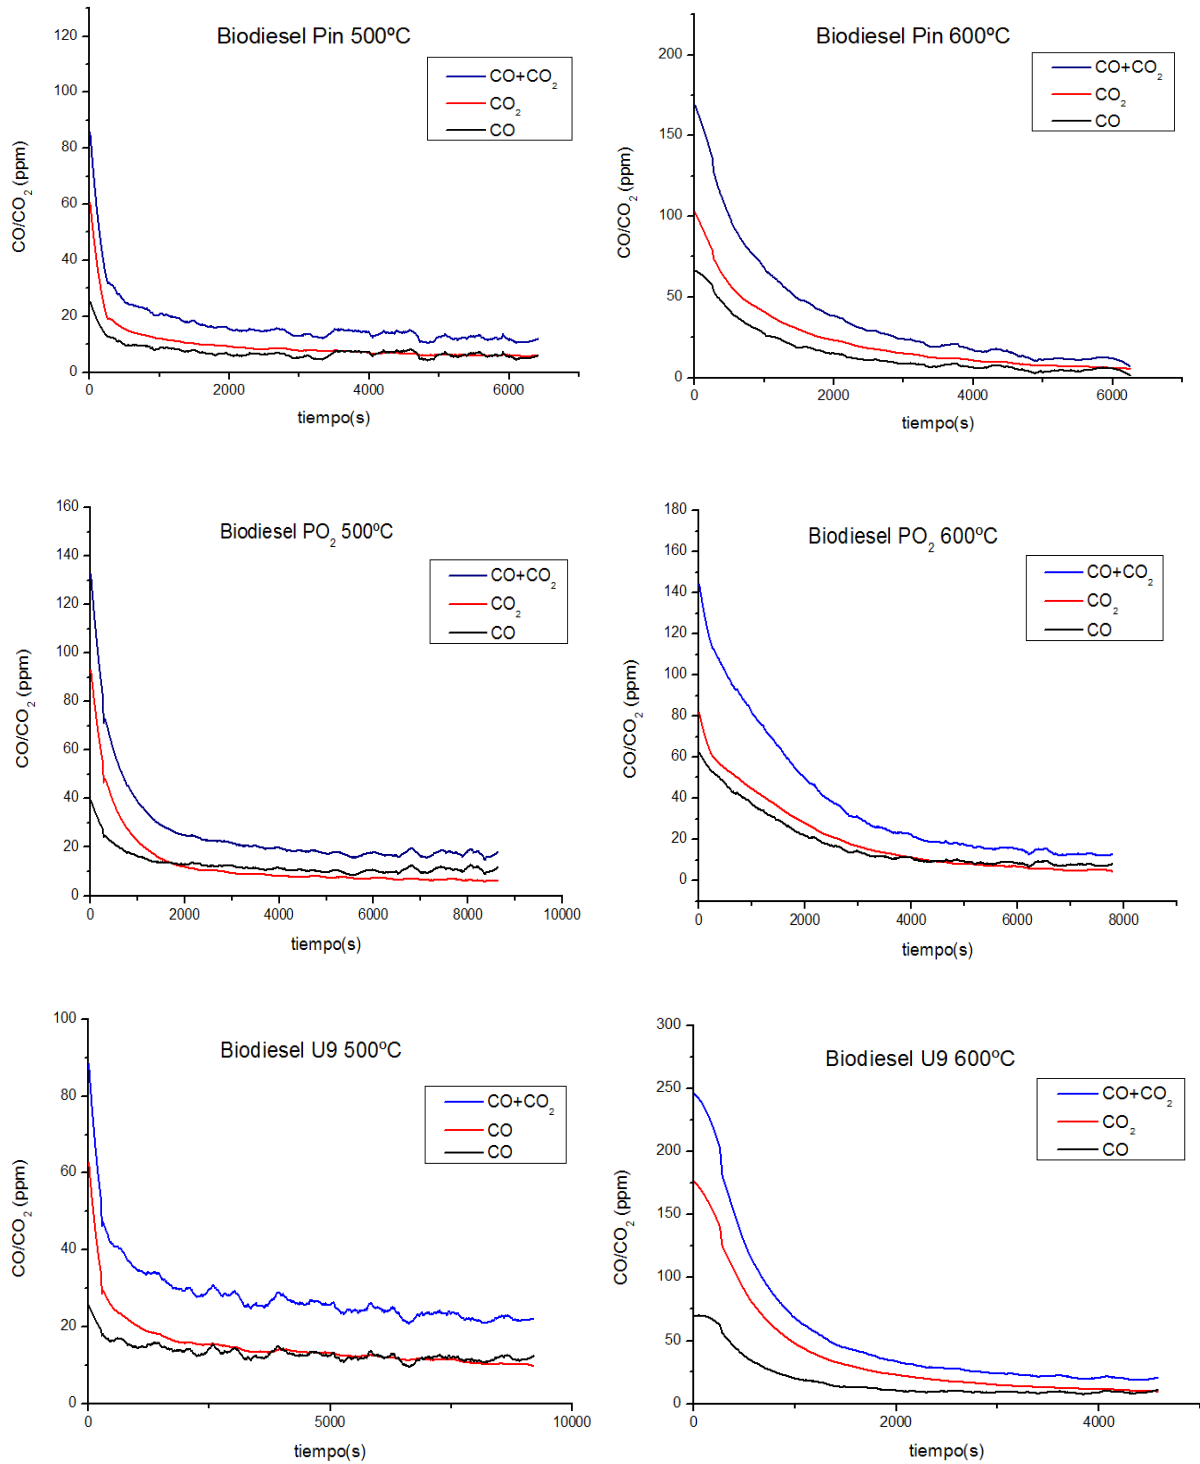 Biodiesel Pin 500ºC
CO+CO2
CO2
CO
CO/CO2 (ppm)
120
100
80
60
40
20
0
0 2000 4000 6000
tiempo(s)
Biodiesel Pin 600ºC
CO+CO2
CO2
CO
CO/CO2 (ppm)
200
150
100
50
0
0 2000 4000 6000
tiempo(s)
Biodiesel PO2 500ºC
CO+CO2
CO2
CO
CO/CO2 (ppm)
160
140
120
100
80
60
40
20
0
0 2000 4000 6000 8000 10000
tiempo(s)
Biodiesel PO2 600ºC
CO+CO2
CO2
CO
CO/CO2 (ppm)
180
160
140
120
100
80
60
40
20
0
0 2000 4000 6000 8000
tiempo(s)
Biodiesel U9 500ºC
CO+CO2
CO
CO
CO/CO2 (ppm)
100
80
60
40
20
0
0 5000 10000
tiempo(s)
Biodiesel U9 600ºC
CO+CO2
CO2
CO
CO/CO2 (ppm)
300
250
200
150
100
50
0
0 2000 4000
tiempo(s)